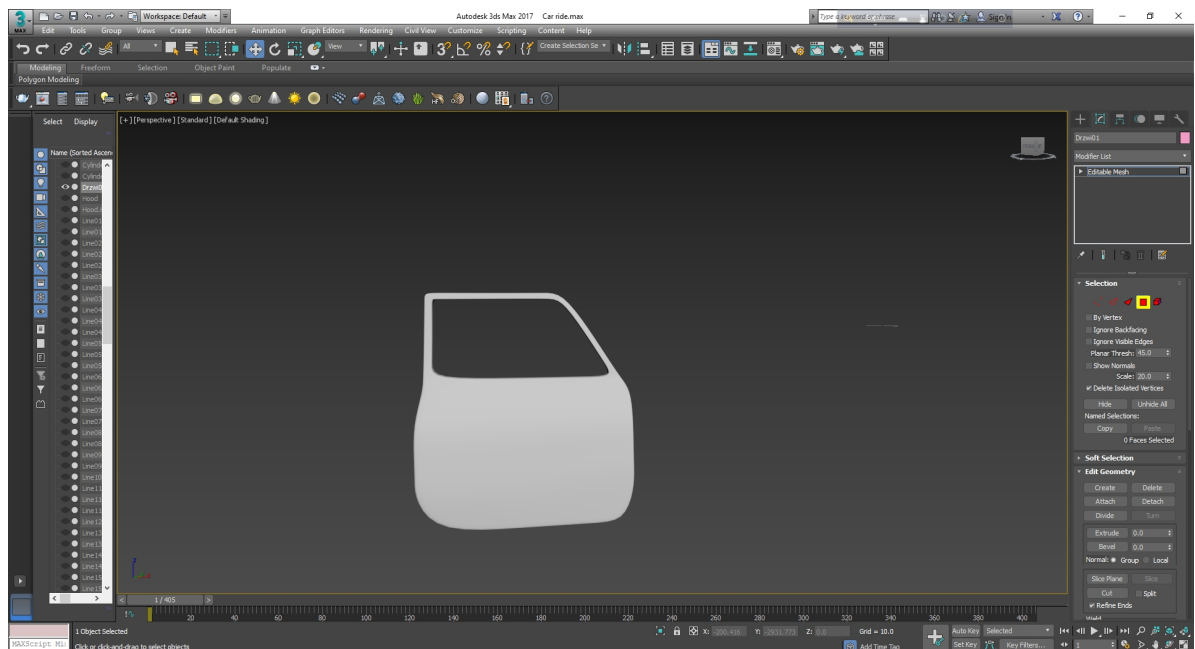 Workspace: Default
Autodesk 3ds Max 2017    Car ride.max
Type a keyword or phrase
Sign In
MAX
Edit Tools Group Views Create Modifiers Animation Graph Editors Rendering Civil View Customize Scripting Content Help
All
View
Create Selection Se
Modeling Freeform Selection Object Paint Populate
Polygon Modeling
Select Display
[+] [Perspective] [Standard] [Default Shading]
Name (Sorted Ascen
Cylind
Cylind
Drzwi0
Hood
Line01
Line02
Line02
Line02
Line03
Line03
Line04
Line04
Line04
Line05
Line05
Line06
Line06
Line06
Line07
Line07
Line08
Line08
Line09
Line09
Line10
Line11
Line11
Line11
Line12
Line13
Line13
Line14
Line14
Line15
Line15
Drzwi01
Modifier List
Editable Mesh
Selection
By Vertex
Ignore Backfacing
Ignore Visible Edges
Planar Thresh: 45.0
Show Normals
Scale: 20.0
Delete Isolated Vertices
Hide Unhide All
Named Selections:
Copy Paste
0 Faces Selected
Soft Selection
Edit Geometry
Create Delete
Attach Detach
Divide Turn
Extrude 0.0
Bevel 0.0
Normal: Group Local
Slice Plane Slice
Cut Split
Refine Ends
Weld
1 / 405
20 40 60 80 100 120 140 160 180 200 220 240 260 280 300 320 340 360 380 400
1 Object Selected
X: -200.416 Y: -2931.773 Z: 0.0 Grid = 10.0
Auto Key Selected
MAXScript Mi
Click or click-and-drag to select objects
Add Time Tag
Set Key Key Filters...
1